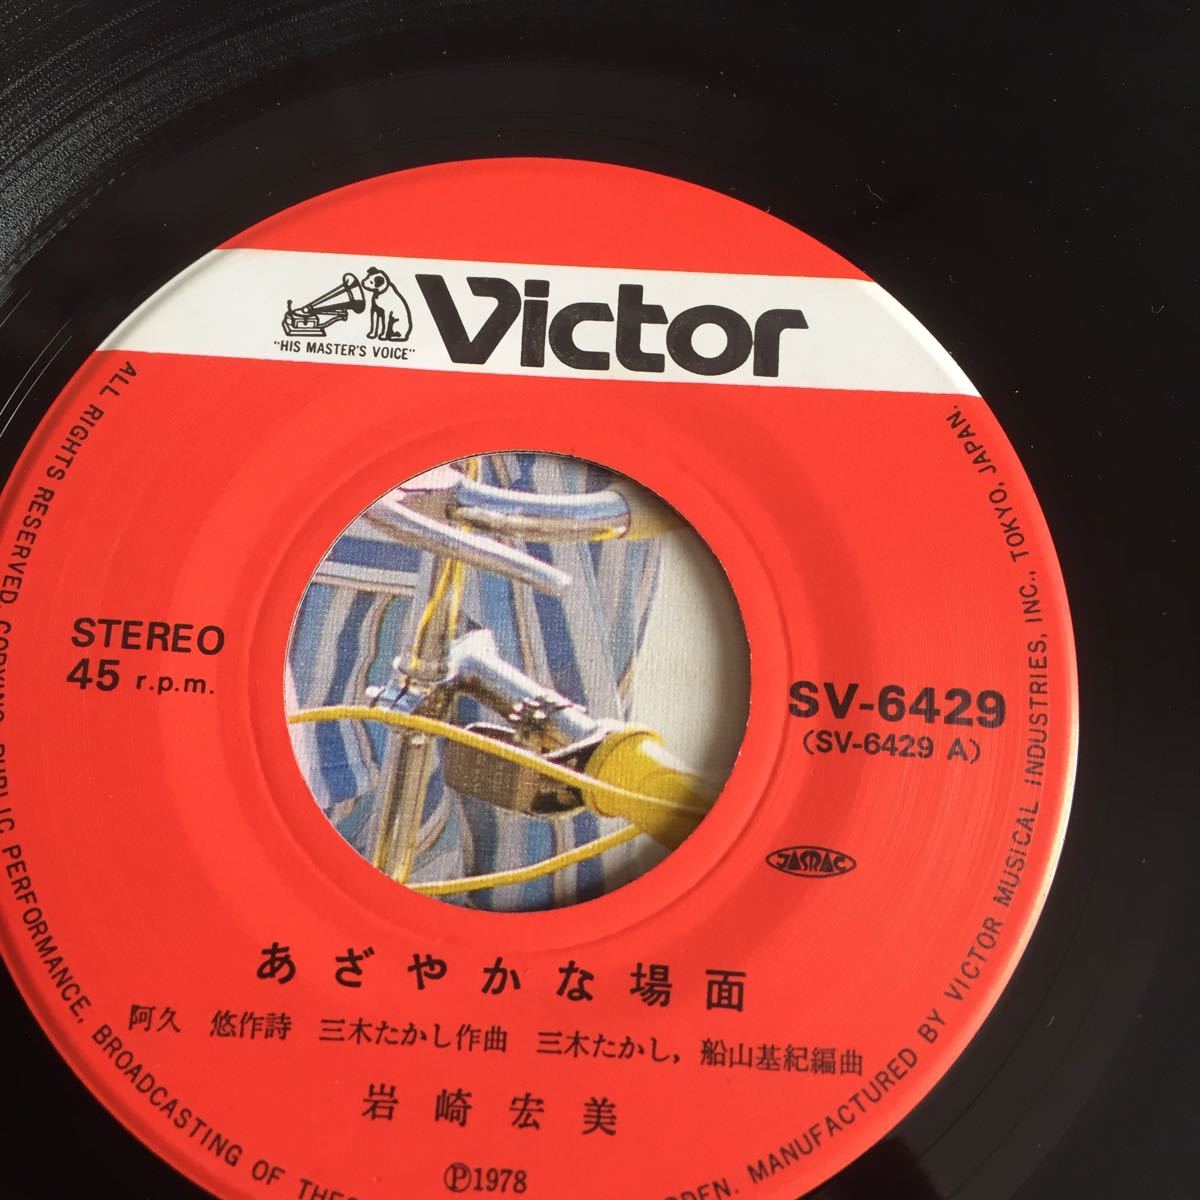 Victor
"HIS MASTER'S VOICE"
STEREO
45 r.p.m.
SV-6429
(SV-6429 A)
JASRAC
あざやかな場面
阿久 悠作詩 三木たかし作曲 三木たかし, 船山基紀編曲
岩崎宏美
Ⓟ1978
ALL RIGHTS RESERVED. COPYING, PUBLIC PERFORMANCE, BROADCASTING OF
MANUFACTURED BY VICTOR MUSICAL INDUSTRIES, INC., TOKYO, JAPAN.